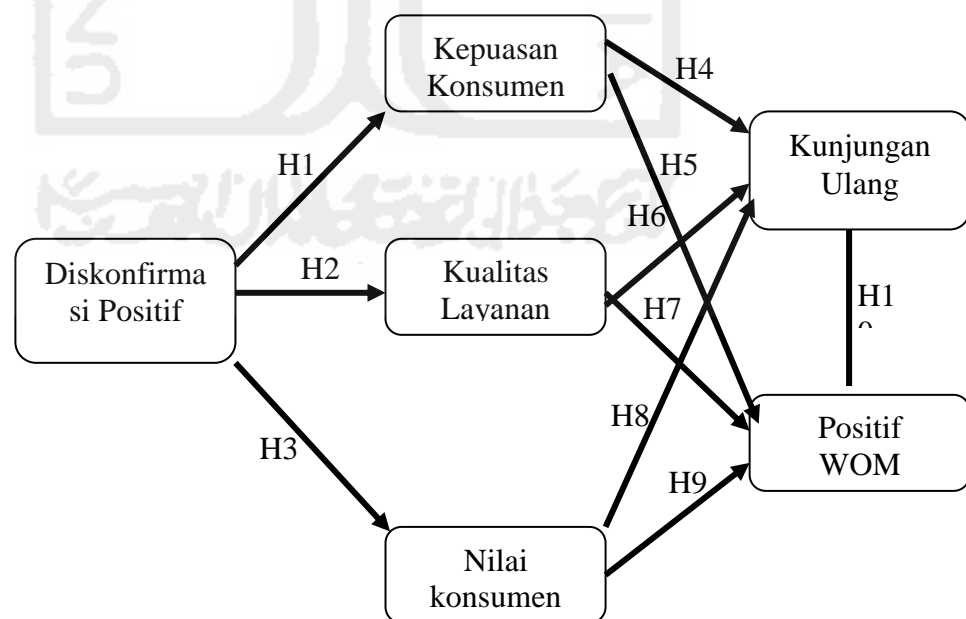 Kepuasan
Konsumen
H4
Kunjungan
Ulang
H1
H5
H6
Diskonfirma
si Positif
H2
Kualitas
Layanan
H7
H1
H3
H8
Positif
WOM
H9
Nilai
konsumen